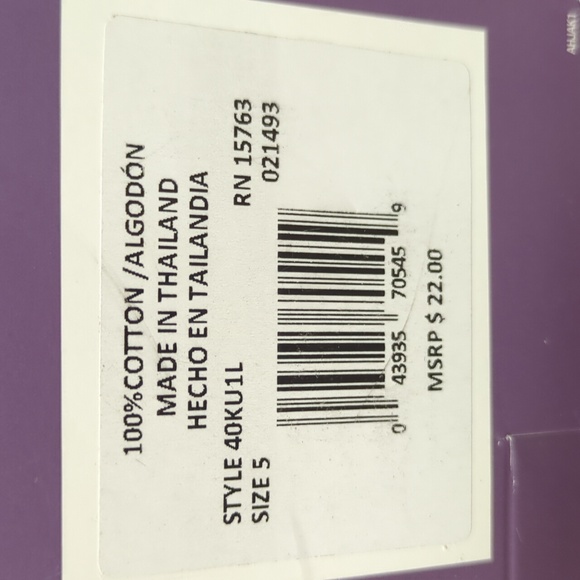 100%COTTON /ALGODÓN
MADE IN THAILAND
HECHO EN TAILANDIA
STYLE 40KU1L RN 15763
SIZE 5 021493
0 43935 70545 9
MSRP $ 22.00